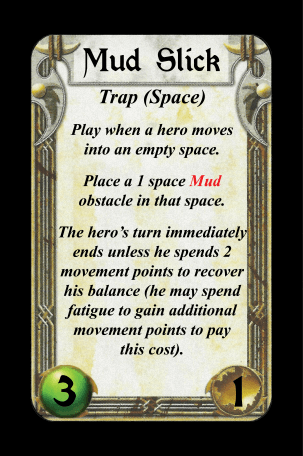 Mud Slick
Trap (Space)
Play when a hero moves
into an empty space.
Place a 1 space Mud
obstacle in that space.
The hero's turn immediately
ends unless he spends 2
movement points to recover
his balance (he may spend
fatigue to gain additional
movement points to pay
this cost).
3
1